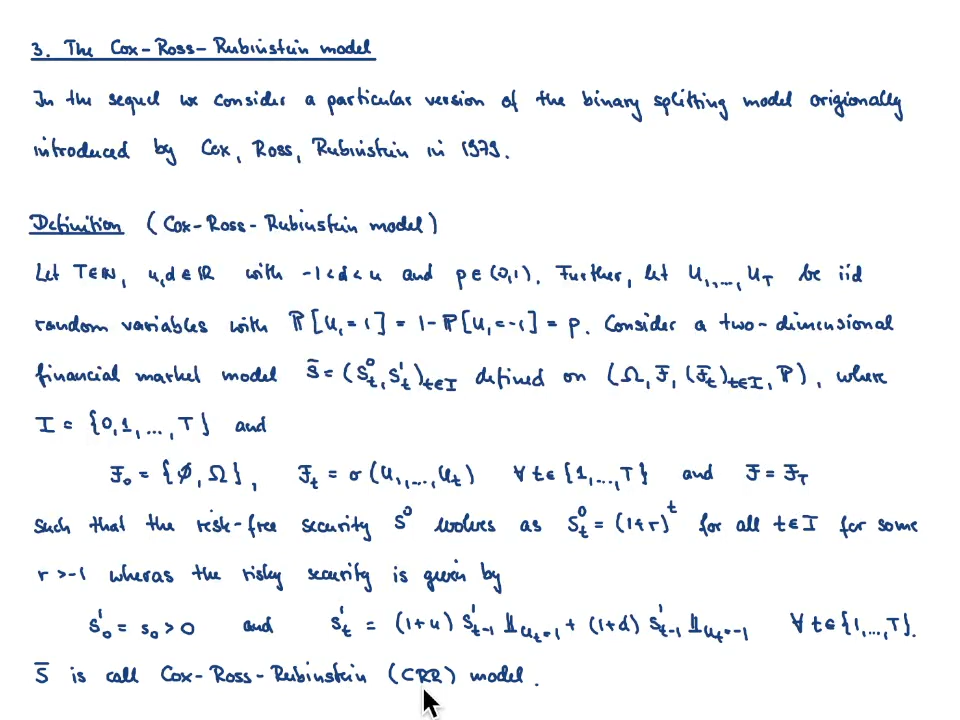 3. The Cox-Ross-Rubinstein model
In the sequel we consider a particular version of the binary splitting model origionally
introduced by Cox, Ross, Rubinstein in 1979.
Definition (Cox-Ross-Rubinstein model)
Let T∈ℕ, u,d∈ℝ with -1<d<u and p∈(0,1). Further, let U₁,...,U_T be iid
random variables with ℙ[U₁=1] = 1-ℙ[U₁=-1] = p. Consider a two-dimensional
financial market model S̄ = (S⁰_t, S¹_t)_{t∈I} defined on (Ω, ℱ, (ℱ_t)_{t∈I}, ℙ), where
I = {0,1,...,T} and
ℱ₀ = {∅, Ω}, ℱ_t = σ(U₁,...,U_t) ∀ t∈{1,...,T} and ℱ = ℱ_T
such that the risk-free security S⁰ evolves as S⁰_t = (1+r)^t for all t∈I for some
r>-1 wheras the risky security is given by
S¹₀ = s₀ > 0 and S¹_t = (1+u) S¹_{t-1} 𝟙_{U_t=1} + (1+d) S¹_{t-1} 𝟙_{U_t=-1} ∀ t∈{1,...,T}.
S̄ is call Cox-Ross-Rubinstein (CRR) model.